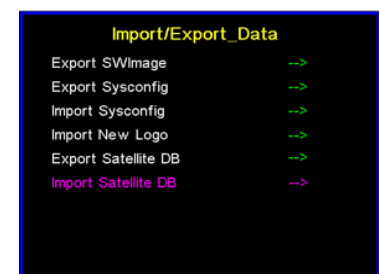 Import/Export_Data
Export SWImage -->
Export Sysconfig -->
Import Sysconfig -->
Import New Logo -->
Export Satellite DB -->
Import Satellite DB -->